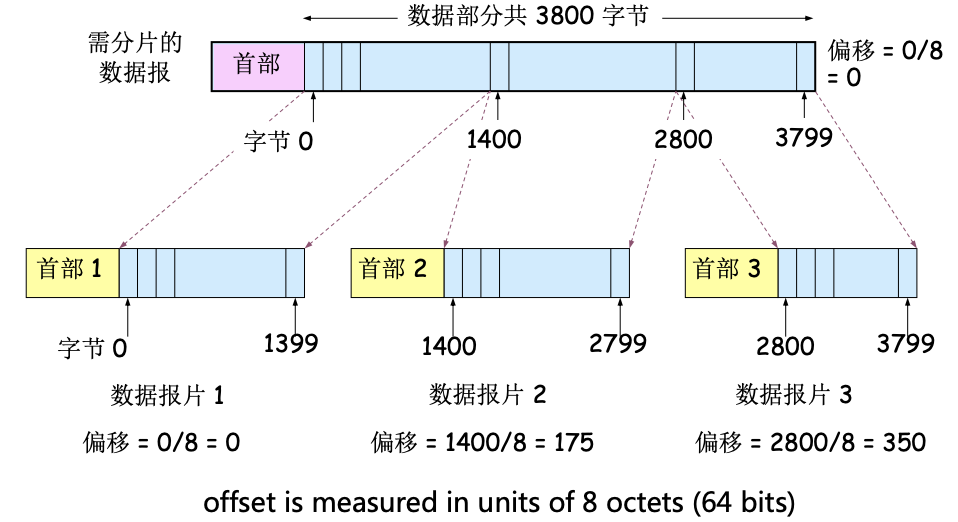 数据部分共 3800 字节
需分片的
数据报
首部
偏移 = 0/8
= 0
字节 0
1400
2800
3799
首部 1
首部 2
首部 3
字节 0
1399
1400
2799
2800
3799
数据报片 1
数据报片 2
数据报片 3
偏移 = 0/8 = 0
偏移 = 1400/8 = 175
偏移 = 2800/8 = 350
offset is measured in units of 8 octets (64 bits)